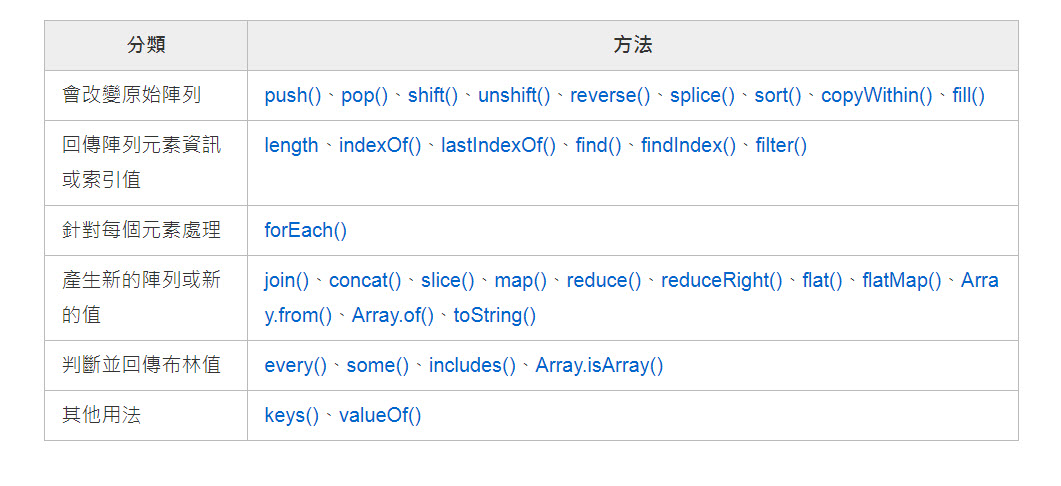 分類 方法
會改變原始陣列 push()、pop()、shift()、unshift()、reverse()、splice()、sort()、copyWithin()、fill()
回傳陣列元素資訊 length、indexOf()、lastIndexOf()、find()、findIndex()、filter()
或索引值
針對每個元素處理 forEach()
產生新的陣列或新 join()、concat()、slice()、map()、reduce()、reduceRight()、flat()、flatMap()、Arra
的值 y.from()、Array.of()、toString()
判斷並回傳布林值 every()、some()、includes()、Array.isArray()
其他用法 keys()、valueOf()